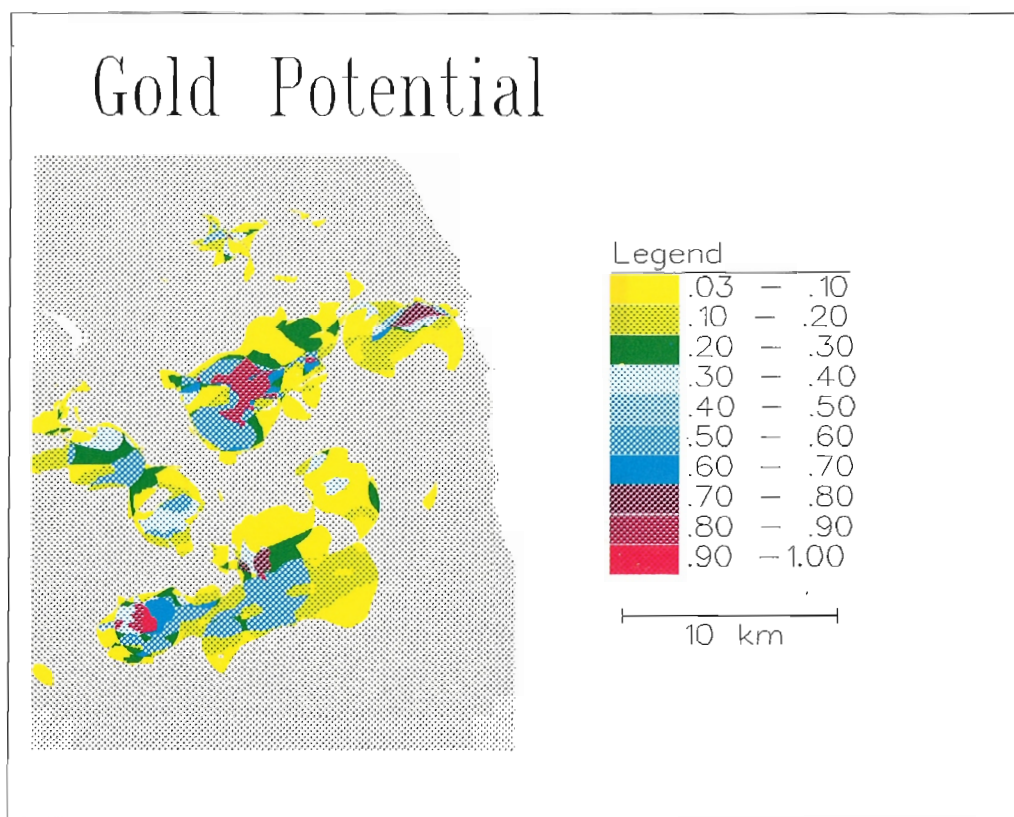 Gold Potential
Legend
.03 — .10
.10 — .20
.20 — .30
.30 — .40
.40 — .50
.50 — .60
.60 — .70
.70 — .80
.80 — .90
.90 — 1.00
10 km